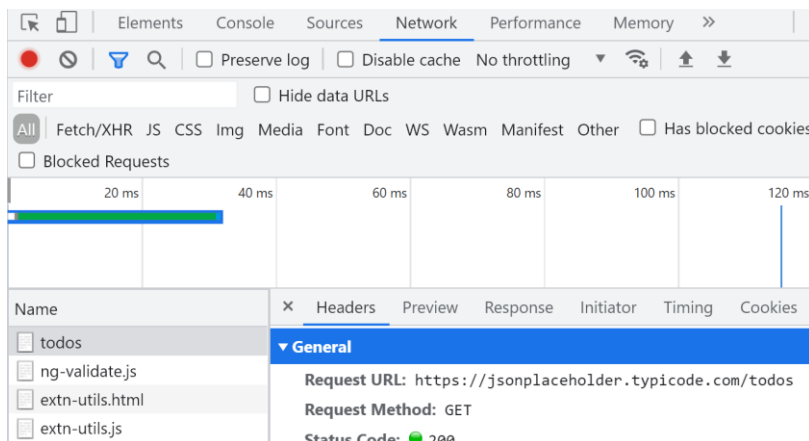 Elements Console Sources Network Performance Memory »
Preserve log Disable cache No throttling
Filter Hide data URLs
All Fetch/XHR JS CSS Img Media Font Doc WS Wasm Manifest Other Has blocked cookies
Blocked Requests
20 ms 40 ms 60 ms 80 ms 100 ms 120 ms
Name × Headers Preview Response Initiator Timing Cookies
todos General
ng-validate.js Request URL: https://jsonplaceholder.typicode.com/todos
extn-utils.html Request Method: GET
extn-utils.js Status Code: 200